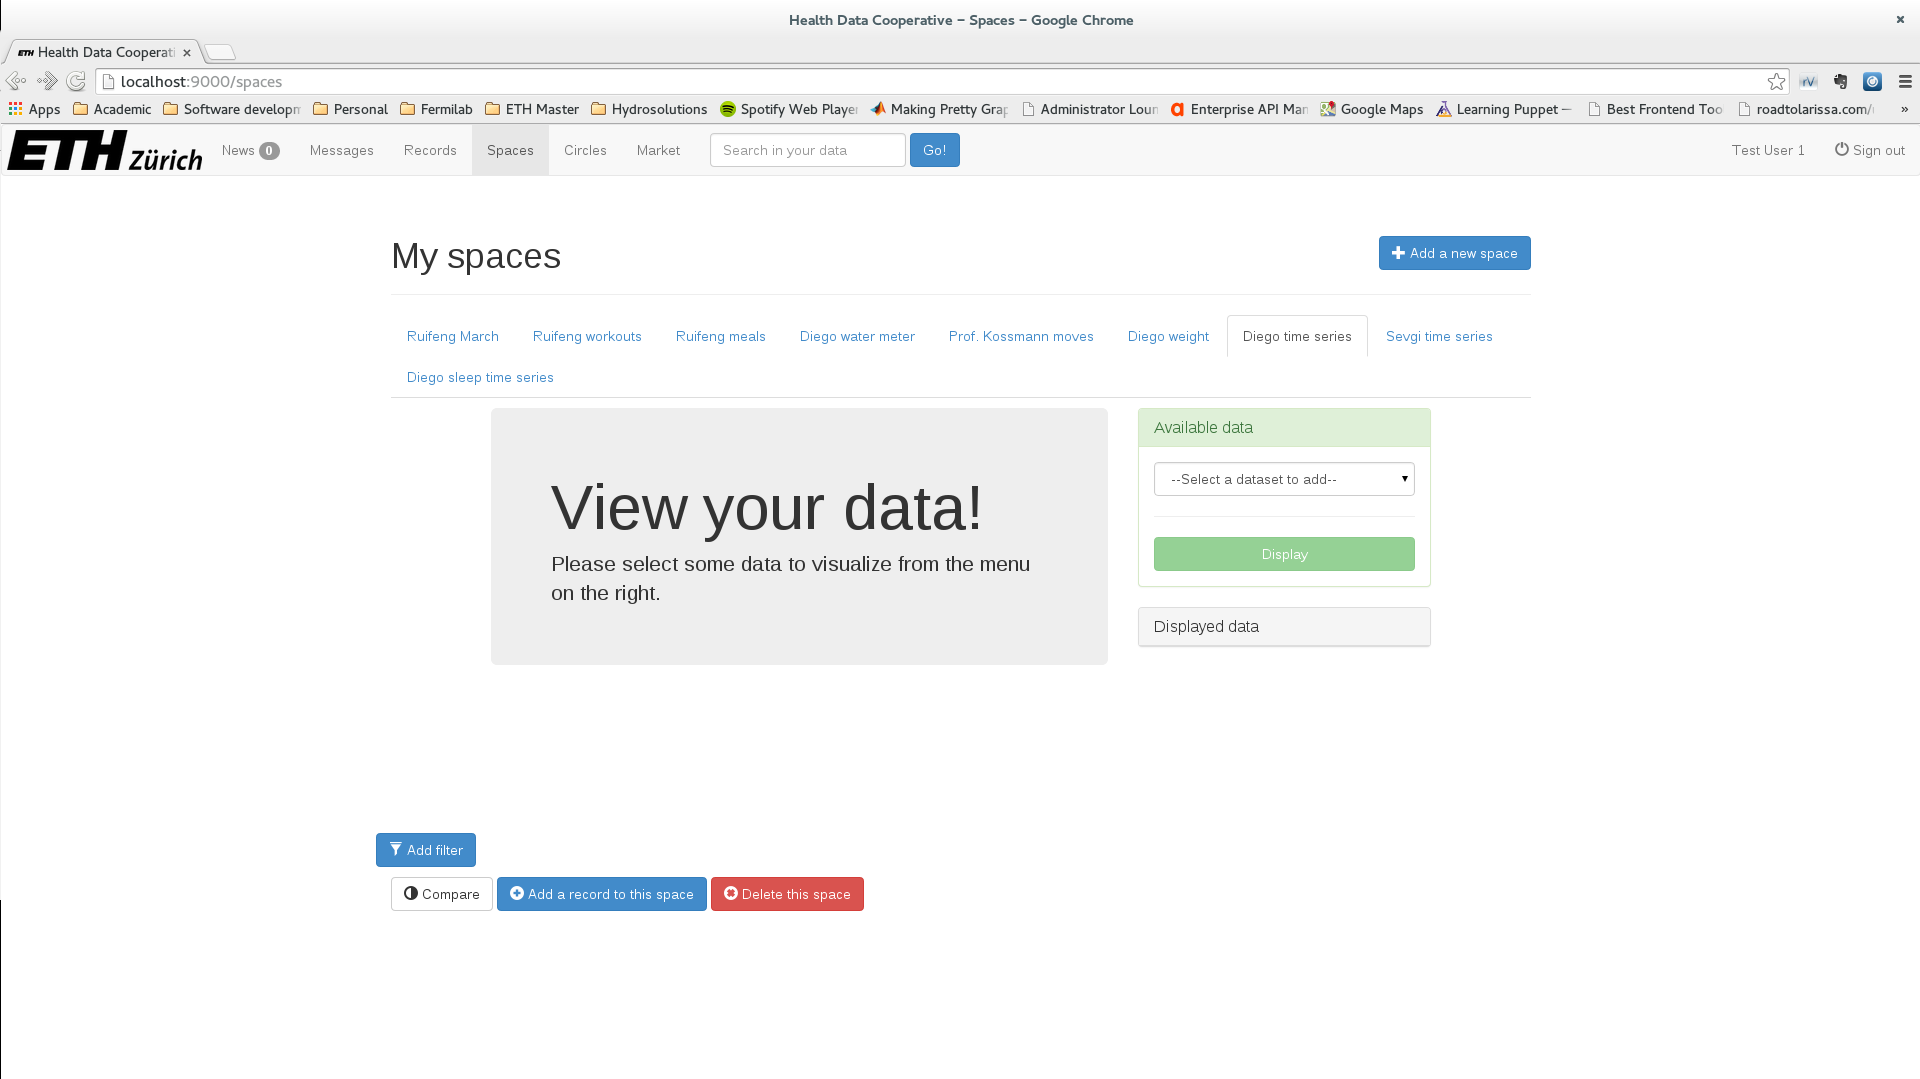 Health Data Cooperative – Spaces – Google Chrome
ETH Health Data Cooperati
localhost:9000/spaces
Apps Academic Software developm Personal Fermilab ETH Master Hydrosolutions Spotify Web Player Making Pretty Grap Administrator Loun Enterprise API Man Google Maps Learning Puppet — Best Frontend Too roadtolarissa.com/ »
ETH Zürich News 0 Messages Records Spaces Circles Market Search in your data Go! Test User 1 Sign out
My spaces Add a new space
Ruifeng March Ruifeng workouts Ruifeng meals Diego water meter Prof. Kossmann moves Diego weight Diego time series Sevgi time series
Diego sleep time series
View your data!
Please select some data to visualize from the menu
on the right.
Available data
--Select a dataset to add--
Display
Displayed data
Add filter
Compare Add a record to this space Delete this space